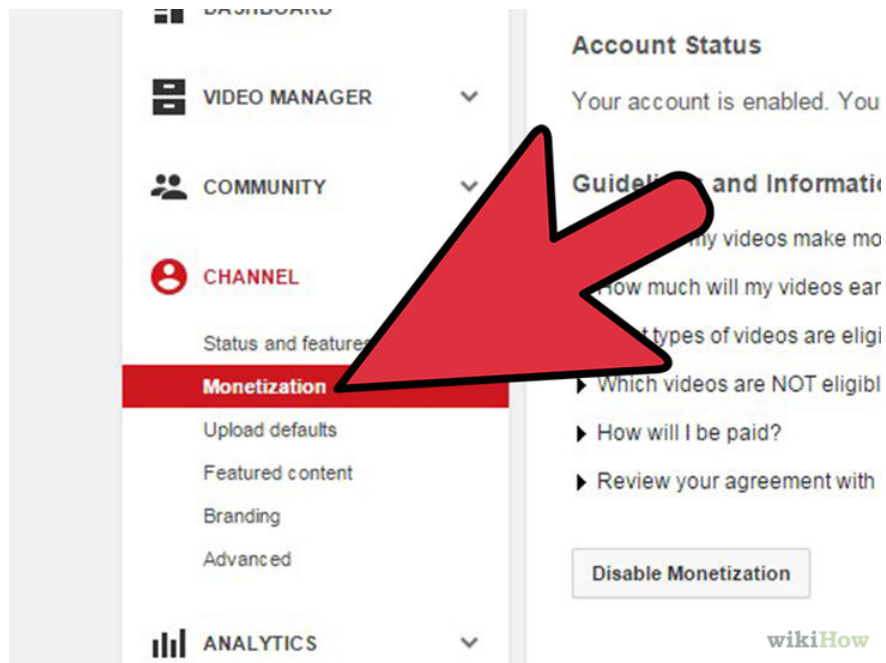 DASHBOARD
VIDEO MANAGER
COMMUNITY
CHANNEL
Status and features
Monetization
Upload defaults
Featured content
Branding
Advanced
ANALYTICS
Account Status
Your account is enabled. You
and Informatio
my videos make mo
How much will my videos ear
types of videos are eligi
Which videos are NOT eligibl
How will I be paid?
Review your agreement with
Disable Monetization
wikiHow